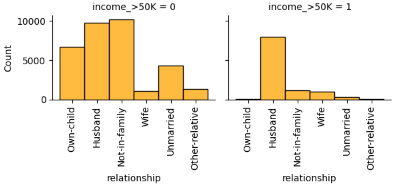 income_>50K = 0
income_>50K = 1
Count
10000
5000
0
Own-child
Husband
Not-in-family
Wife
Unmarried
Other-relative
relationship
Own-child
Husband
Not-in-family
Wife
Unmarried
Other-relative
relationship